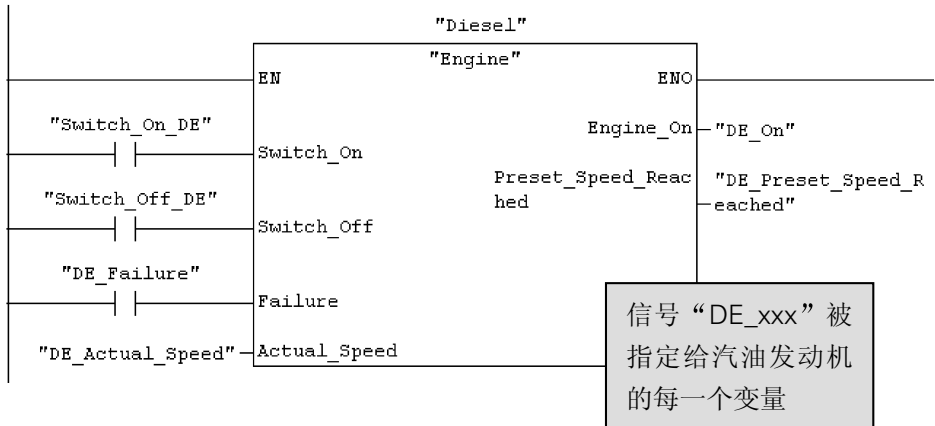 "Diesel"
"Engine"
EN
ENO
"Switch_On_DE"
Switch_On
Engine_On
"DE_On"
"Switch_Off_DE"
Switch_Off
Preset_Speed_Reac
hed
"DE_Preset_Speed_R
eached"
"DE_Failure"
Failure
"DE_Actual_Speed"
Actual_Speed
信号“DE_xxx”被
指定给汽油发动机
的每一个变量